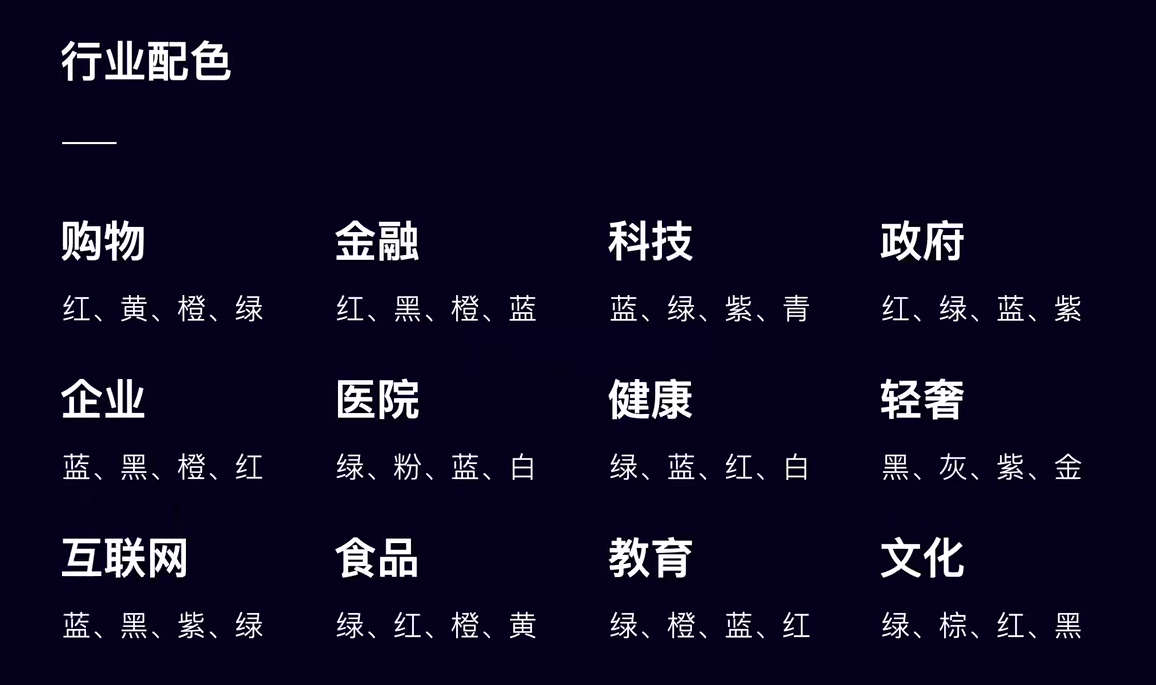 行业配色
购物 金融 科技 政府
红、黄、橙、绿 红、黑、橙、蓝 蓝、绿、紫、青 红、绿、蓝、紫
企业 医院 健康 轻奢
蓝、黑、橙、红 绿、粉、蓝、白 绿、蓝、红、白 黑、灰、紫、金
互联网 食品 教育 文化
蓝、黑、紫、绿 绿、红、橙、黄 绿、橙、蓝、红 绿、棕、红、黑